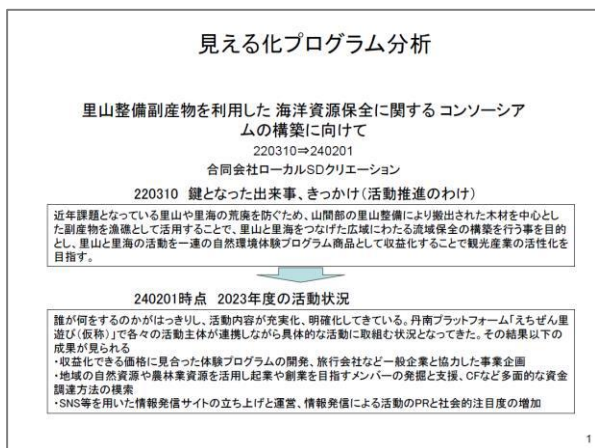 見える化プログラム分析
里山整備副産物を利用した 海洋資源保全に関する コンソーシア
ムの構築に向けて
220310⇒240201
合同会社ローカルSDクリエーション
220310 鍵となった出来事、きっかけ（活動推進のわけ）
近年課題となっている里山や里海の荒廃を防ぐため、山間部の里山整備により搬出された木材を中心とし
た副産物を漁礁として活用することで、里山と里海をつなげた広域にわたる流域保全の構築を行う事を目的
とし、里山と里海の活動を一連の自然環境体験プログラム商品として収益化することで観光産業の活性化を
目指す。
240201時点 2023年度の活動状況
誰が何をするのかがはっきりし、活動内容が充実化、明確化してきている。丹南プラットフォーム「えちぜん里
遊び（仮称）」で各々の活動主体が連携しながら具体的な活動に取組む状況となってきた。その結果以下の
成果が見られる
・収益化できる価格に見合った体験プログラムの開発、旅行会社など一般企業と協力した事業企画
・地域の自然資源や農林業資源を活用し起業や創業を目指すメンバーの発掘と支援、CFなど多面的な資金
調達方法の模索
・SNS等を用いた情報発信サイトの立ち上げと運営、情報発信による活動のPRと社会的注目度の増加
1